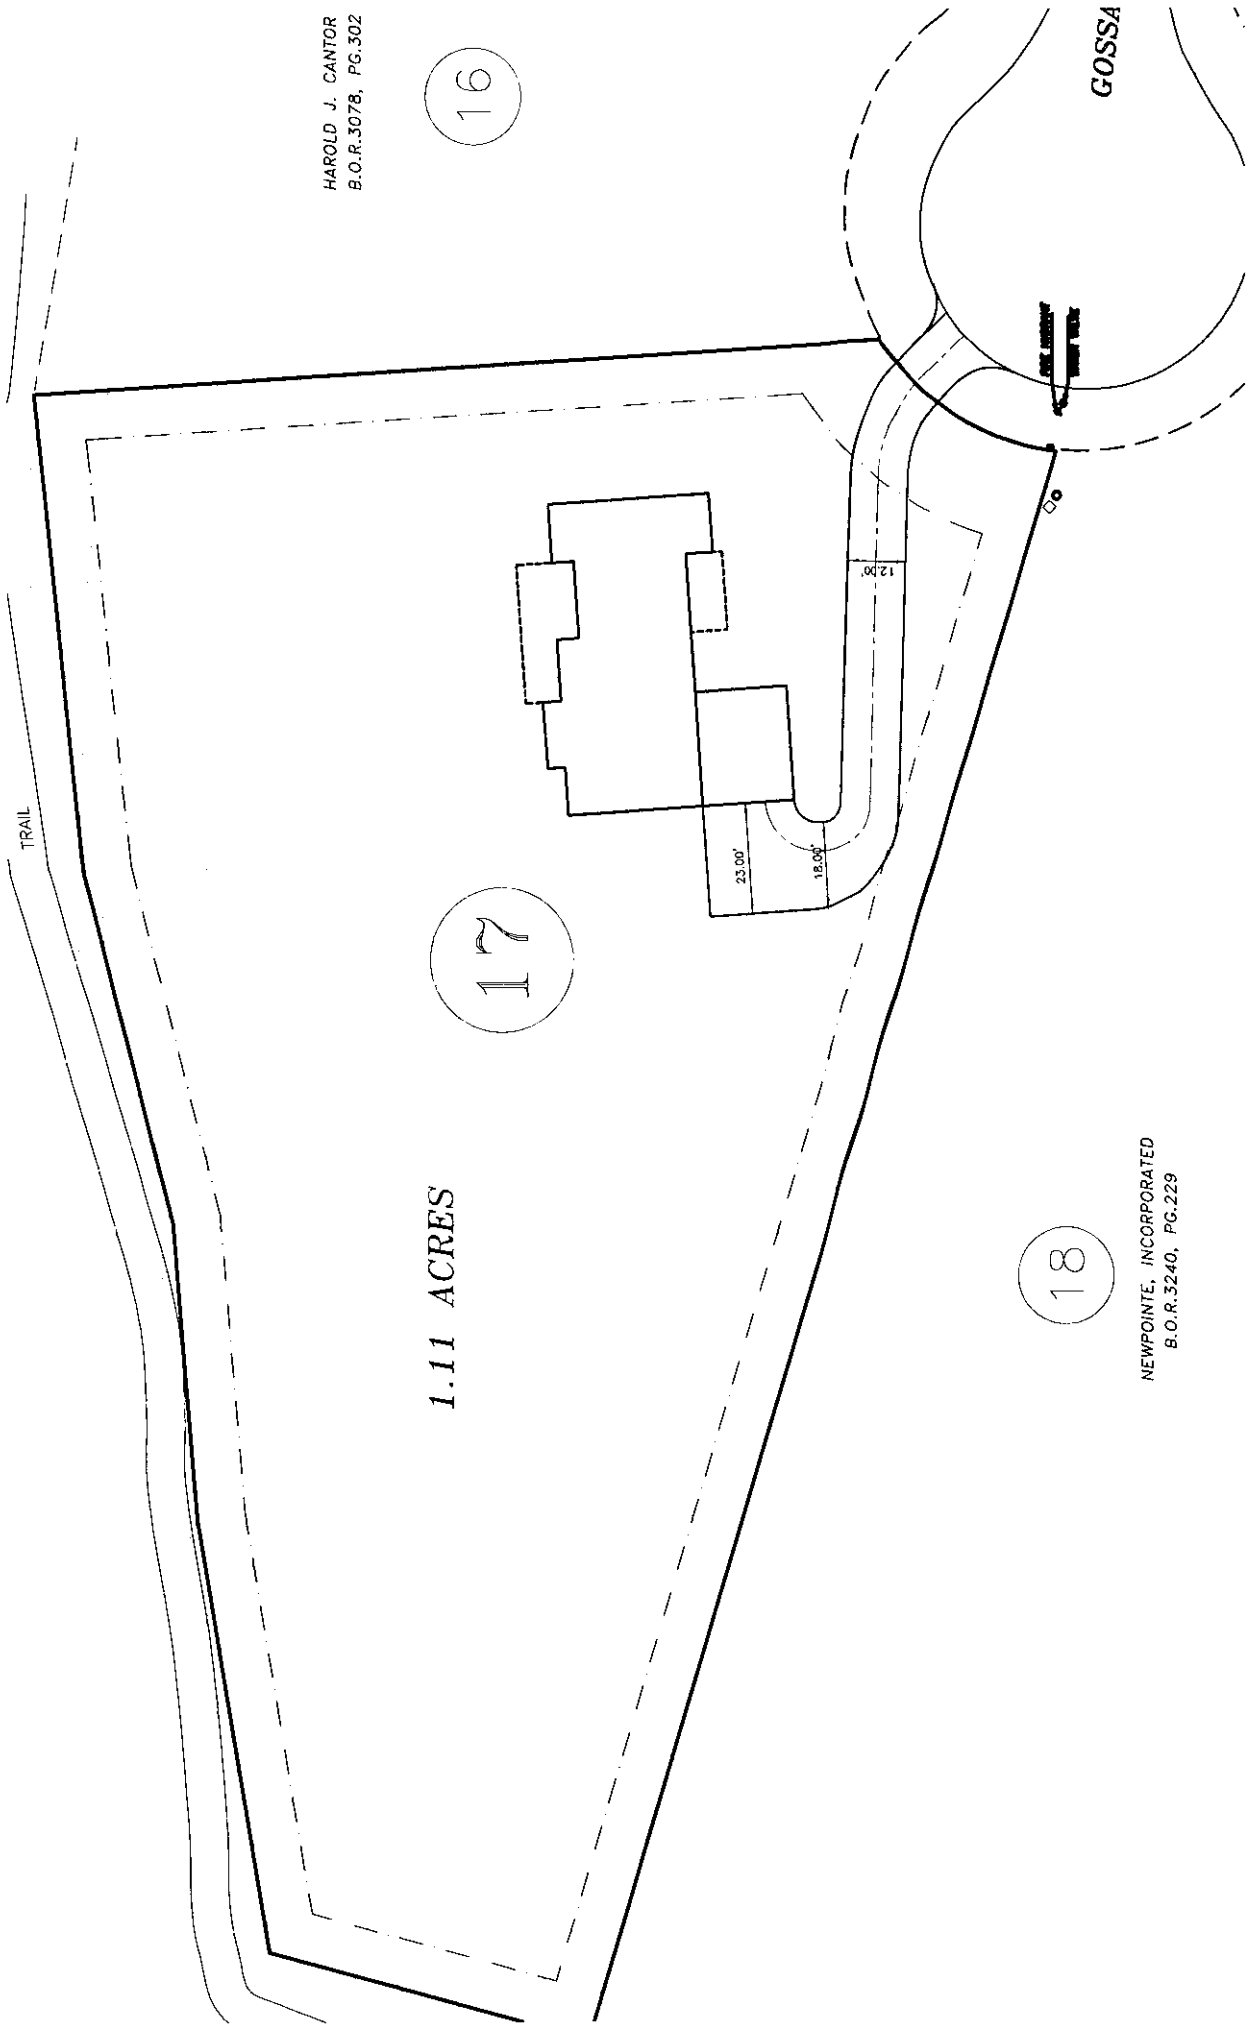 TRAIL
HAROLD J. CANTOR
B.O.R.3078, PG.302
16
GOSSA
12.00'
23.00'
18.00'
17
1.11 ACRES
18
NEWPOINTE, INCORPORATED
B.O.R.3240, PG.229